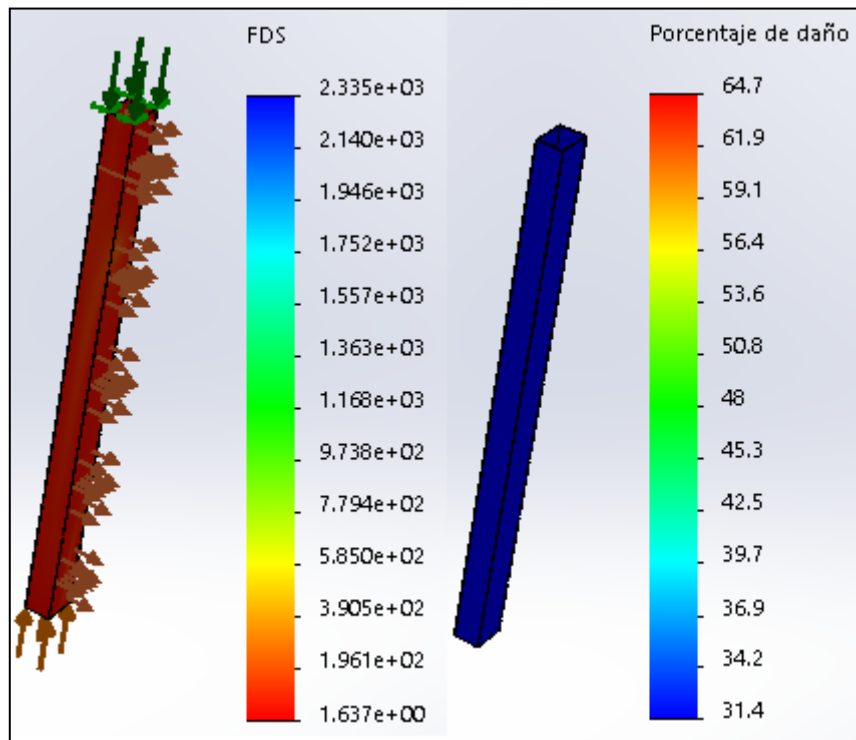 FDS
2.335e+03
2.140e+03
1.946e+03
1.752e+03
1.557e+03
1.363e+03
1.168e+03
9.738e+02
7.794e+02
5.850e+02
3.905e+02
1.961e+02
1.637e+00
Porcentaje de daño
64.7
61.9
59.1
56.4
53.6
50.8
48
45.3
42.5
39.7
36.9
34.2
31.4